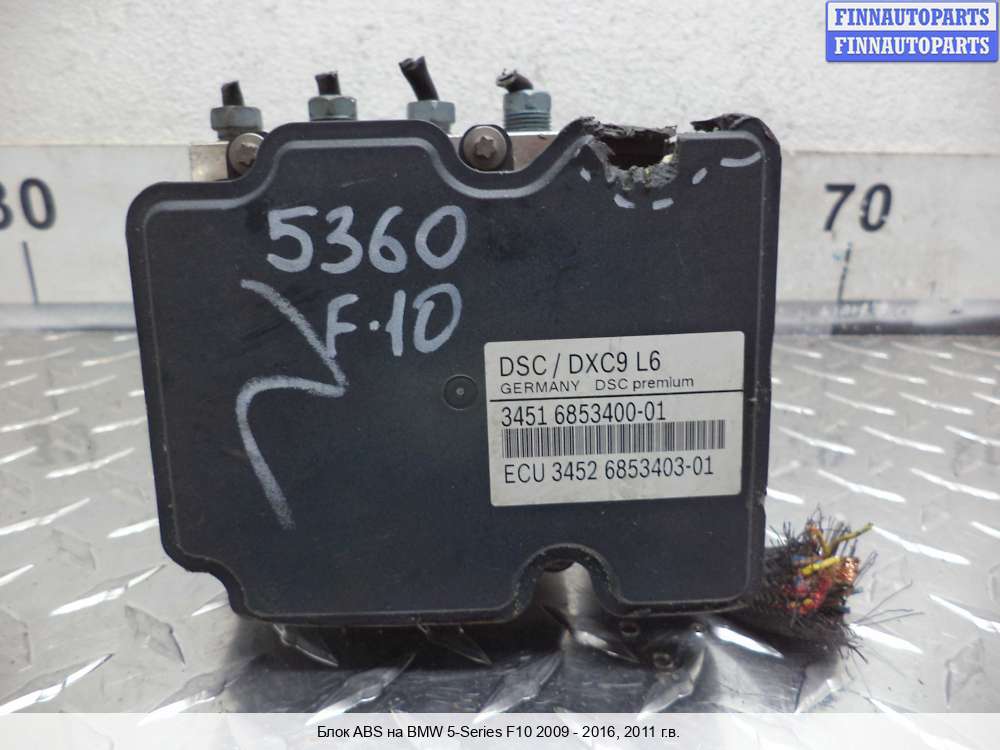 FINNAUTOPARTS
FINNAUTOPARTS
30
70
5360
F.10
DSC / DXC9 L6
GERMANY DSC premium
3451 6853400-01
ECU 3452 6853403-01
Блок ABS на BMW 5-Series F10 2009 - 2016, 2011 г.в.